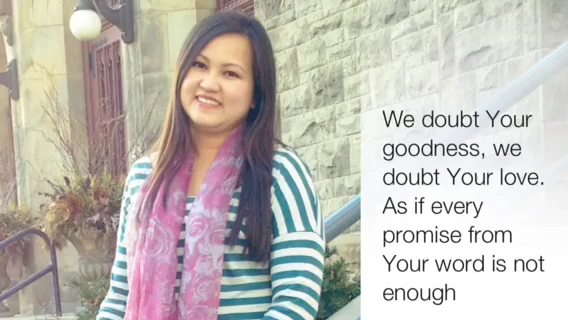 We doubt Your
goodness, we
doubt Your love.
As if every
promise from
Your word is not
enough